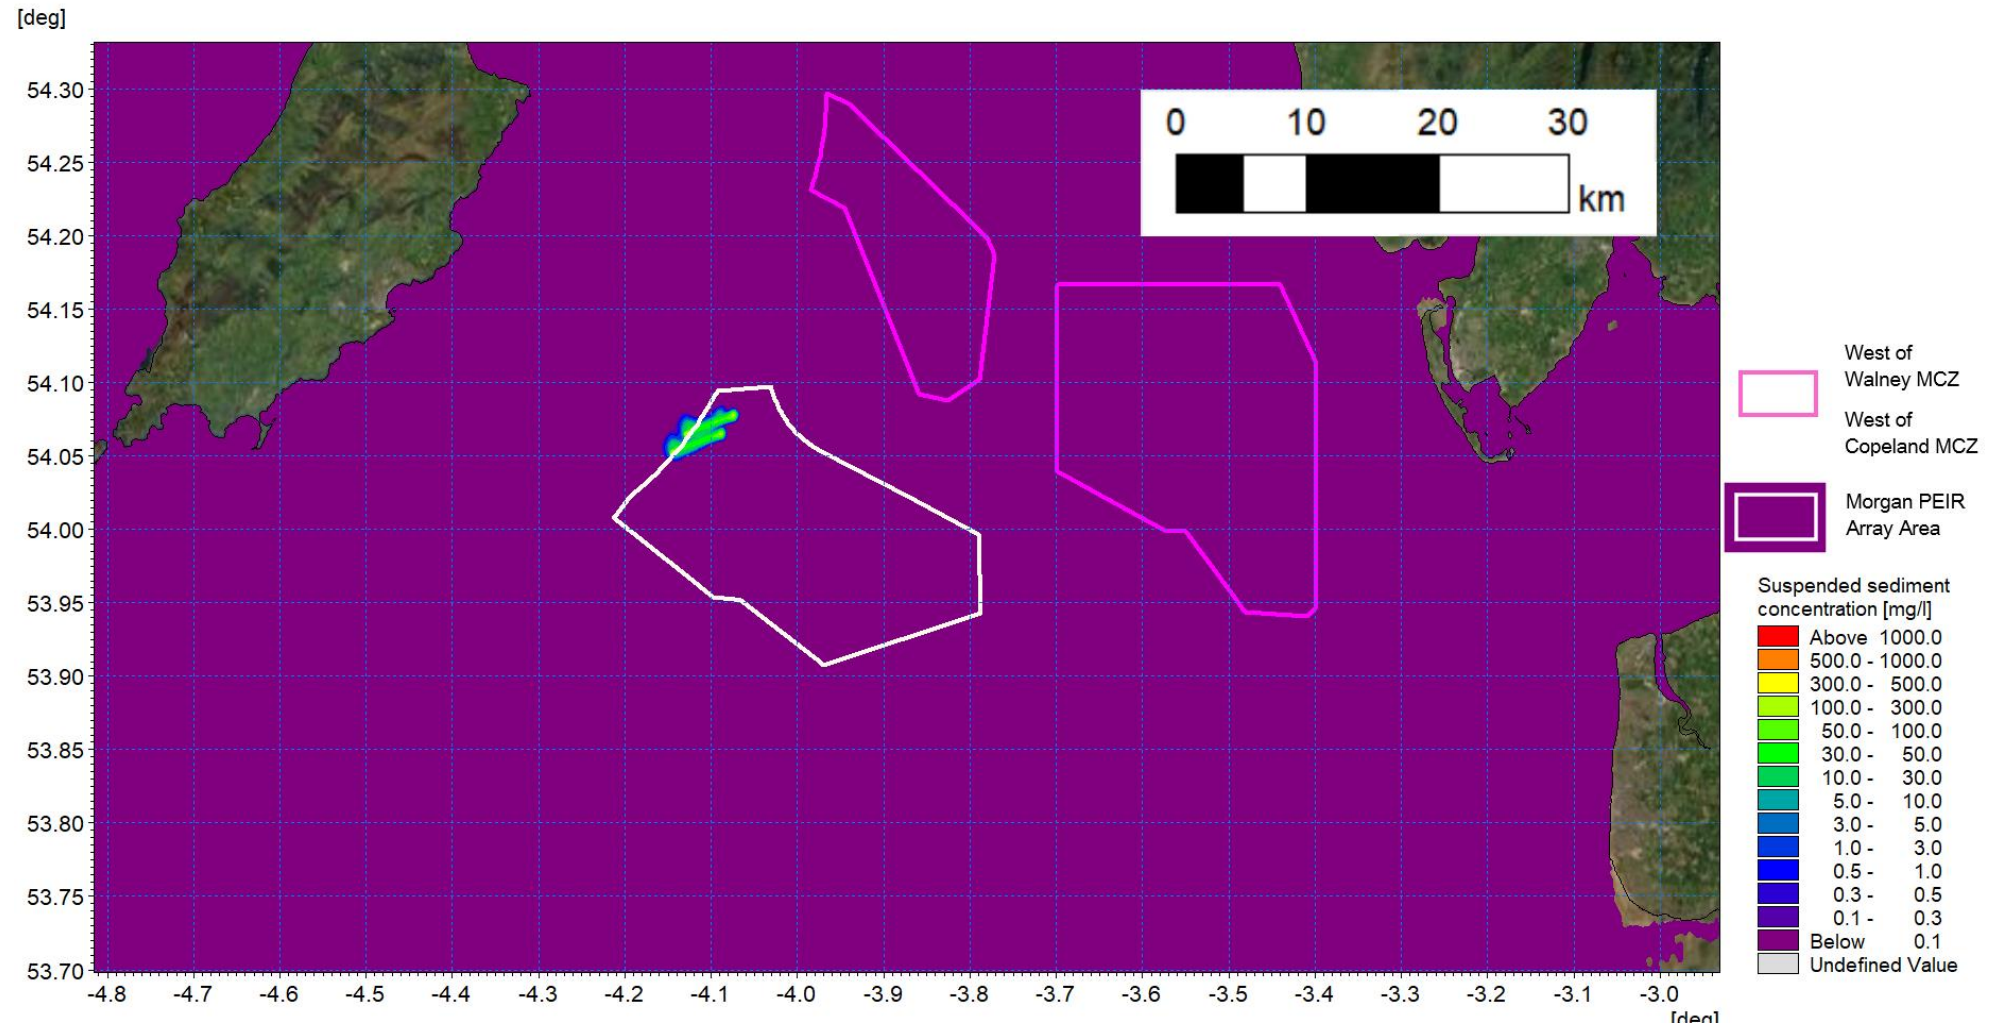 [deg]
54.30
54.25
54.20
54.15
54.10
54.05
54.00
53.95
53.90
53.85
53.80
53.75
53.70
0 10 20 30
km
West of
Walney MCZ
West of
Copeland MCZ
Morgan PEIR
Array Area
Suspended sediment
concentration [mg/l]
Above 1000.0
500.0 - 1000.0
300.0 - 500.0
100.0 - 300.0
50.0 - 100.0
30.0 - 50.0
10.0 - 30.0
5.0 - 10.0
3.0 - 5.0
1.0 - 3.0
0.5 - 1.0
0.3 - 0.5
0.1 - 0.3
Below 0.1
Undefined Value
-4.8 -4.7 -4.6 -4.5 -4.4 -4.3 -4.2 -4.1 -4.0 -3.9 -3.8 -3.7 -3.6 -3.5 -3.4 -3.3 -3.2 -3.1 -3.0
[deg]